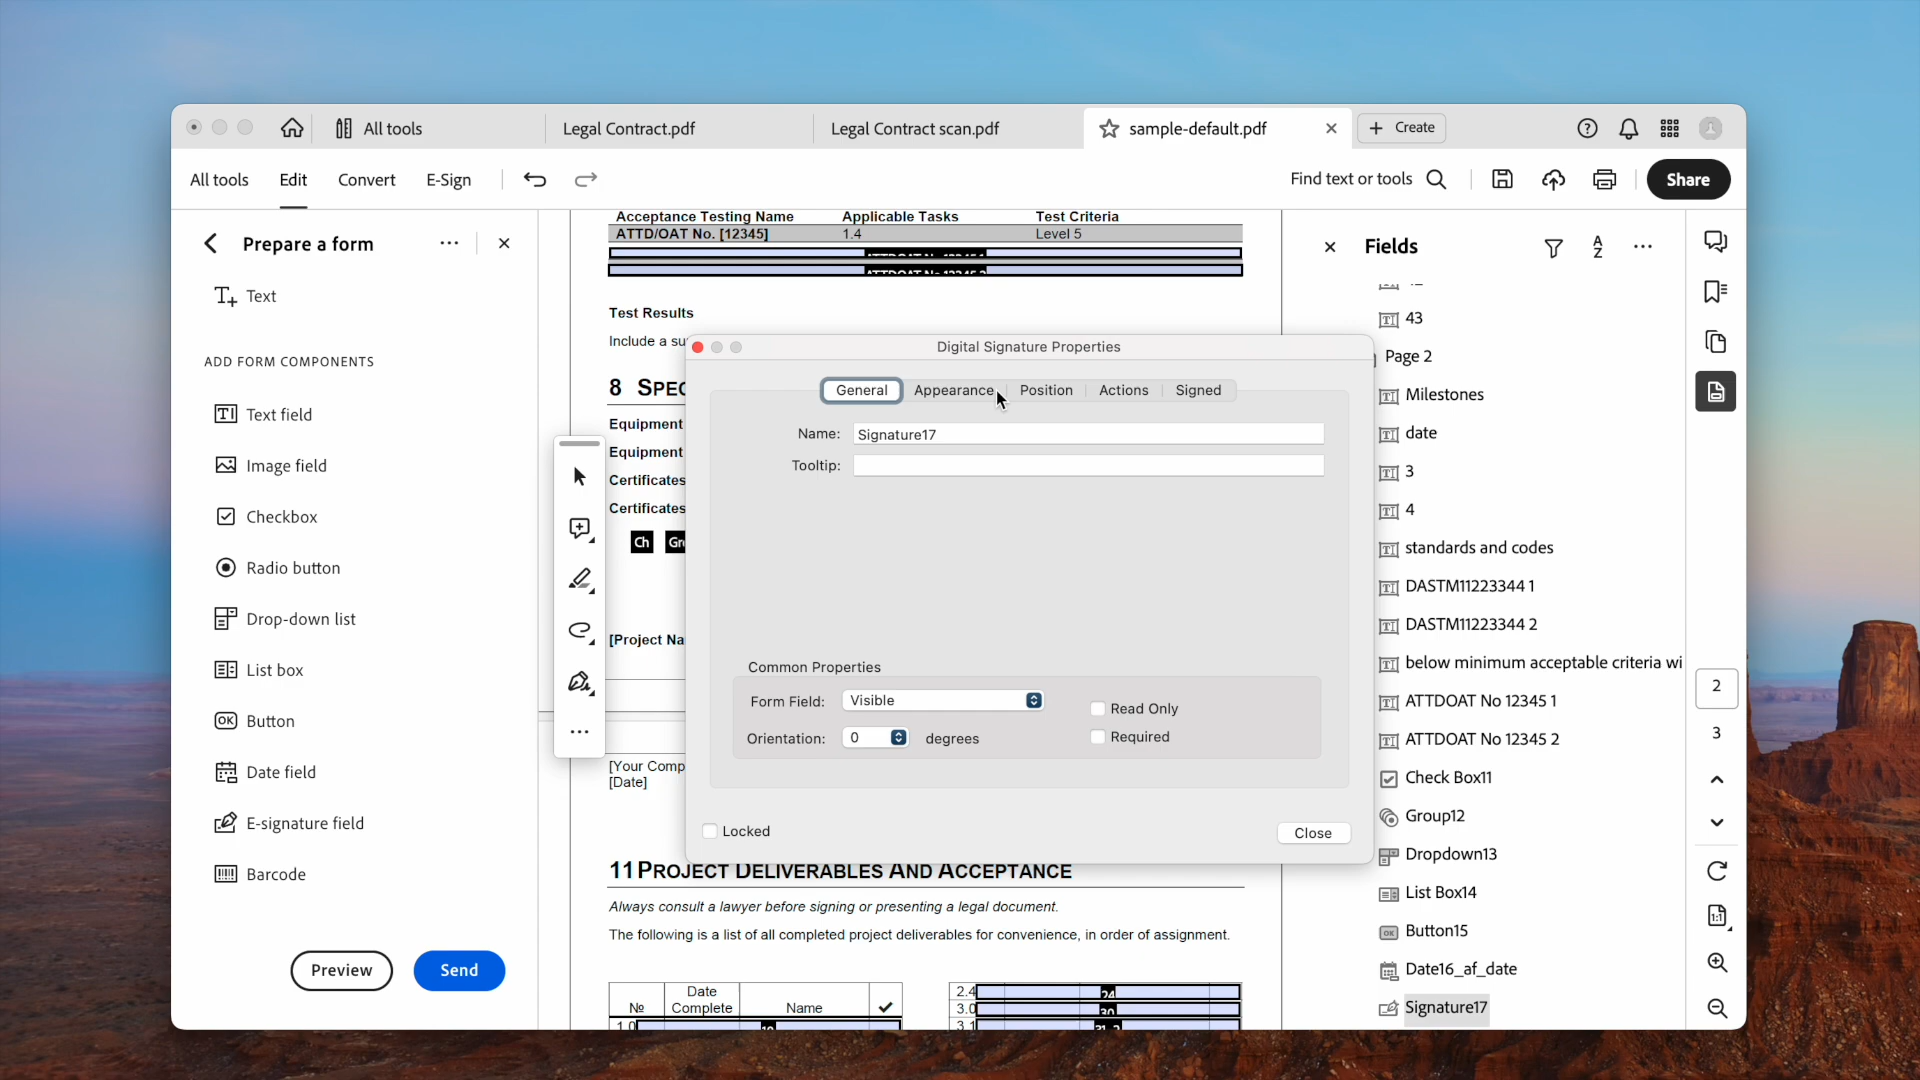 All tools
Legal Contract.pdf
Legal Contract scan.pdf
sample-default.pdf
Create
All tools
Edit
Convert
E-Sign
Find text or tools
Share
Prepare a form
Text
ADD FORM COMPONENTS
Text field
Image field
Checkbox
Radio button
Drop-down list
List box
Button
Date field
E-signature field
Barcode
Preview
Send
Acceptance Testing Name
Applicable Tasks
Test Criteria
ATTD/OAT No. [12345]
1.4
Level 5
Test Results
Include a su
8 SPEC
Equipment
Equipment
Certificates
Certificates
Ch
[Project Na
[Your Comp
[Date]
Digital Signature Properties
General
Appearance
Position
Actions
Signed
Name:
Signature17
Tooltip:
Common Properties
Form Field:
Visible
Read Only
Orientation:
0
degrees
Required
Locked
Close
11 PROJECT DELIVERABLES AND ACCEPTANCE
Always consult a lawyer before signing or presenting a legal document.
The following is a list of all completed project deliverables for convenience, in order of assignment.
№
Date
Complete
Name
2.4
3.0
3.1
Fields
43
Page 2
Milestones
date
3
4
standards and codes
DASTM11223344 1
DASTM11223344 2
below minimum acceptable criteria wi
ATTDOAT No 12345 1
ATTDOAT No 12345 2
Check Box11
Group12
Dropdown13
List Box14
Button15
Date16_af_date
Signature17
2
3